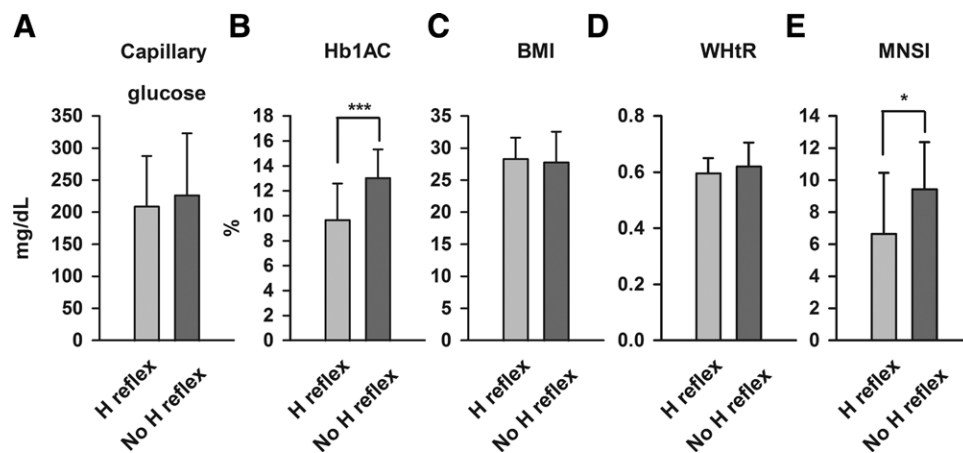 A
Capillary
glucose
mg/dL
350
300
250
200
150
100
50
0
H reflex
No H reflex
B
Hb1AC
***
%
18
16
14
12
10
8
6
4
2
0
H reflex
No H reflex
C
BMI
35
30
25
20
15
10
5
0
H reflex
No H reflex
D
WHtR
0.8
0.6
0.4
0.2
0.0
H reflex
No H reflex
E
MNSI
*
14
12
10
8
6
4
2
0
H reflex
No H reflex